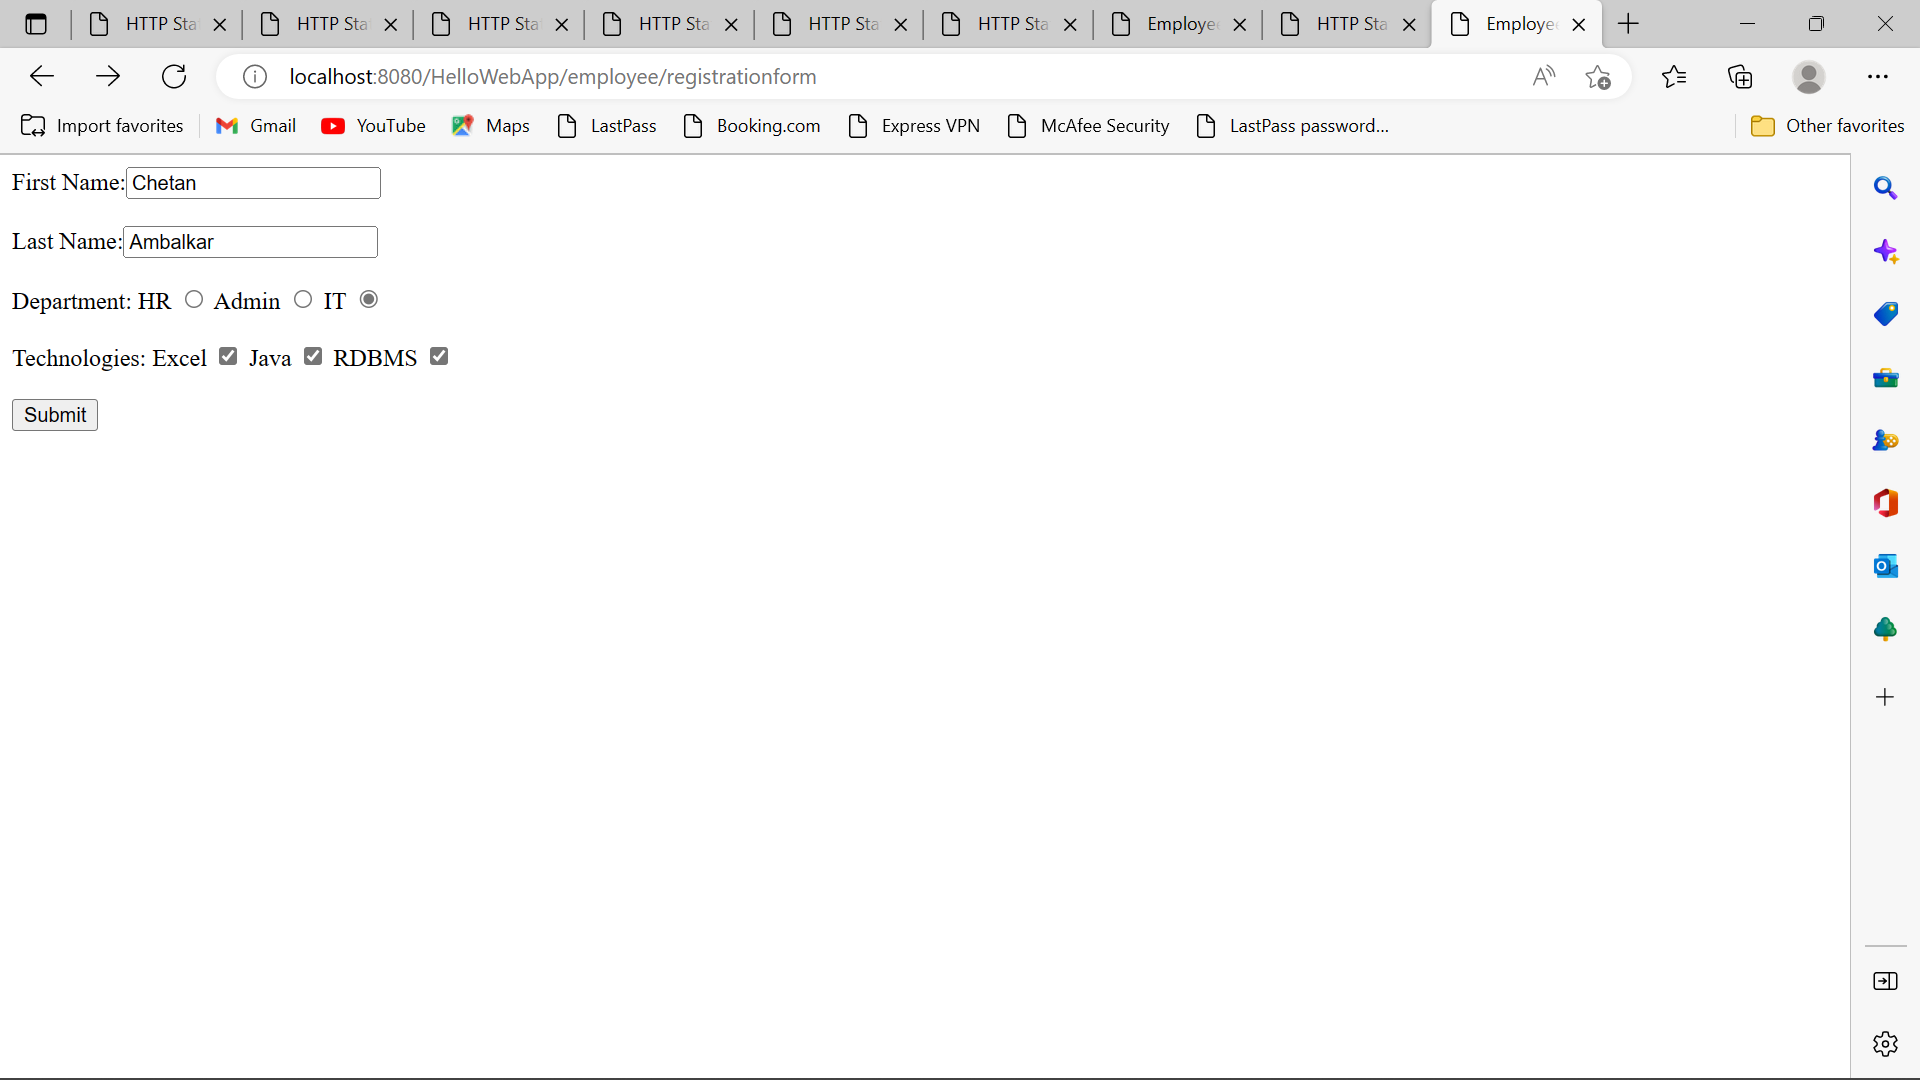 HTTP Sta HTTP Sta HTTP Sta HTTP Sta HTTP Sta HTTP Sta Employee HTTP Sta Employe
localhost:8080/HelloWebApp/employee/registrationform
Import favorites Gmail YouTube Maps LastPass Booking.com Express VPN McAfee Security LastPass password... Other favorites
First Name: Chetan
Last Name: Ambalkar
Department: HR Admin IT
Technologies: Excel Java RDBMS
Submit